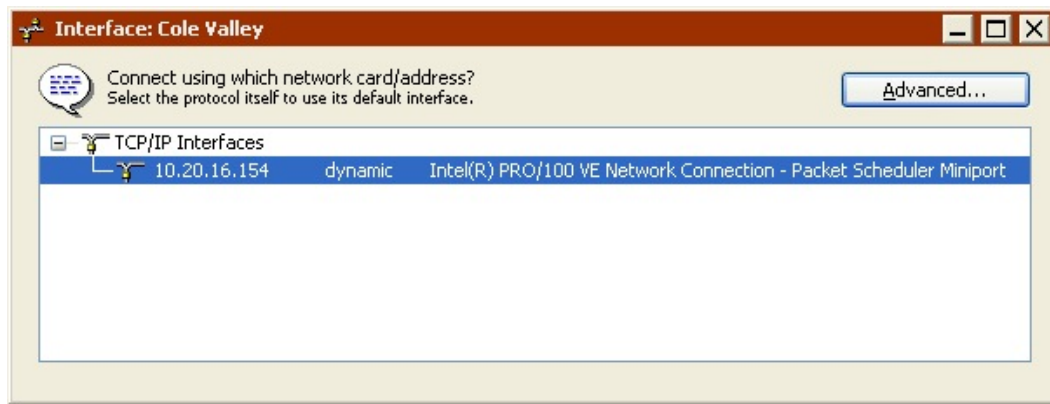 Interface: Cole Valley
Connect using which network card/address?
Select the protocol itself to use its default interface.
Advanced...
TCP/IP Interfaces
10.20.16.154 dynamic Intel(R) PRO/100 VE Network Connection - Packet Scheduler Miniport